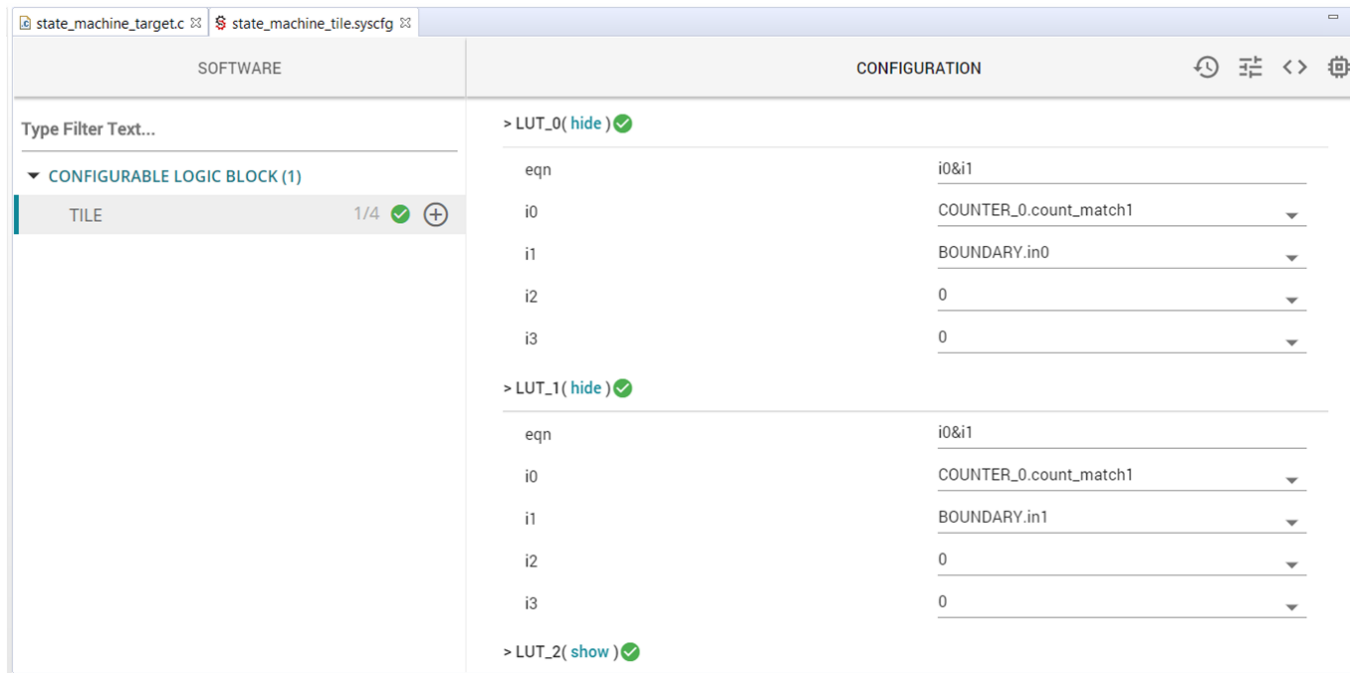 state_machine_target.c
state_machine_tile.syscfg
SOFTWARE
CONFIGURATION
Type Filter Text...
CONFIGURABLE LOGIC BLOCK (1)
TILE 1/4
> LUT_0( hide )
eqn i0&i1
i0 COUNTER_0.count_match1
i1 BOUNDARY.in0
i2 0
i3 0
> LUT_1( hide )
eqn i0&i1
i0 COUNTER_0.count_match1
i1 BOUNDARY.in1
i2 0
i3 0
> LUT_2( show )